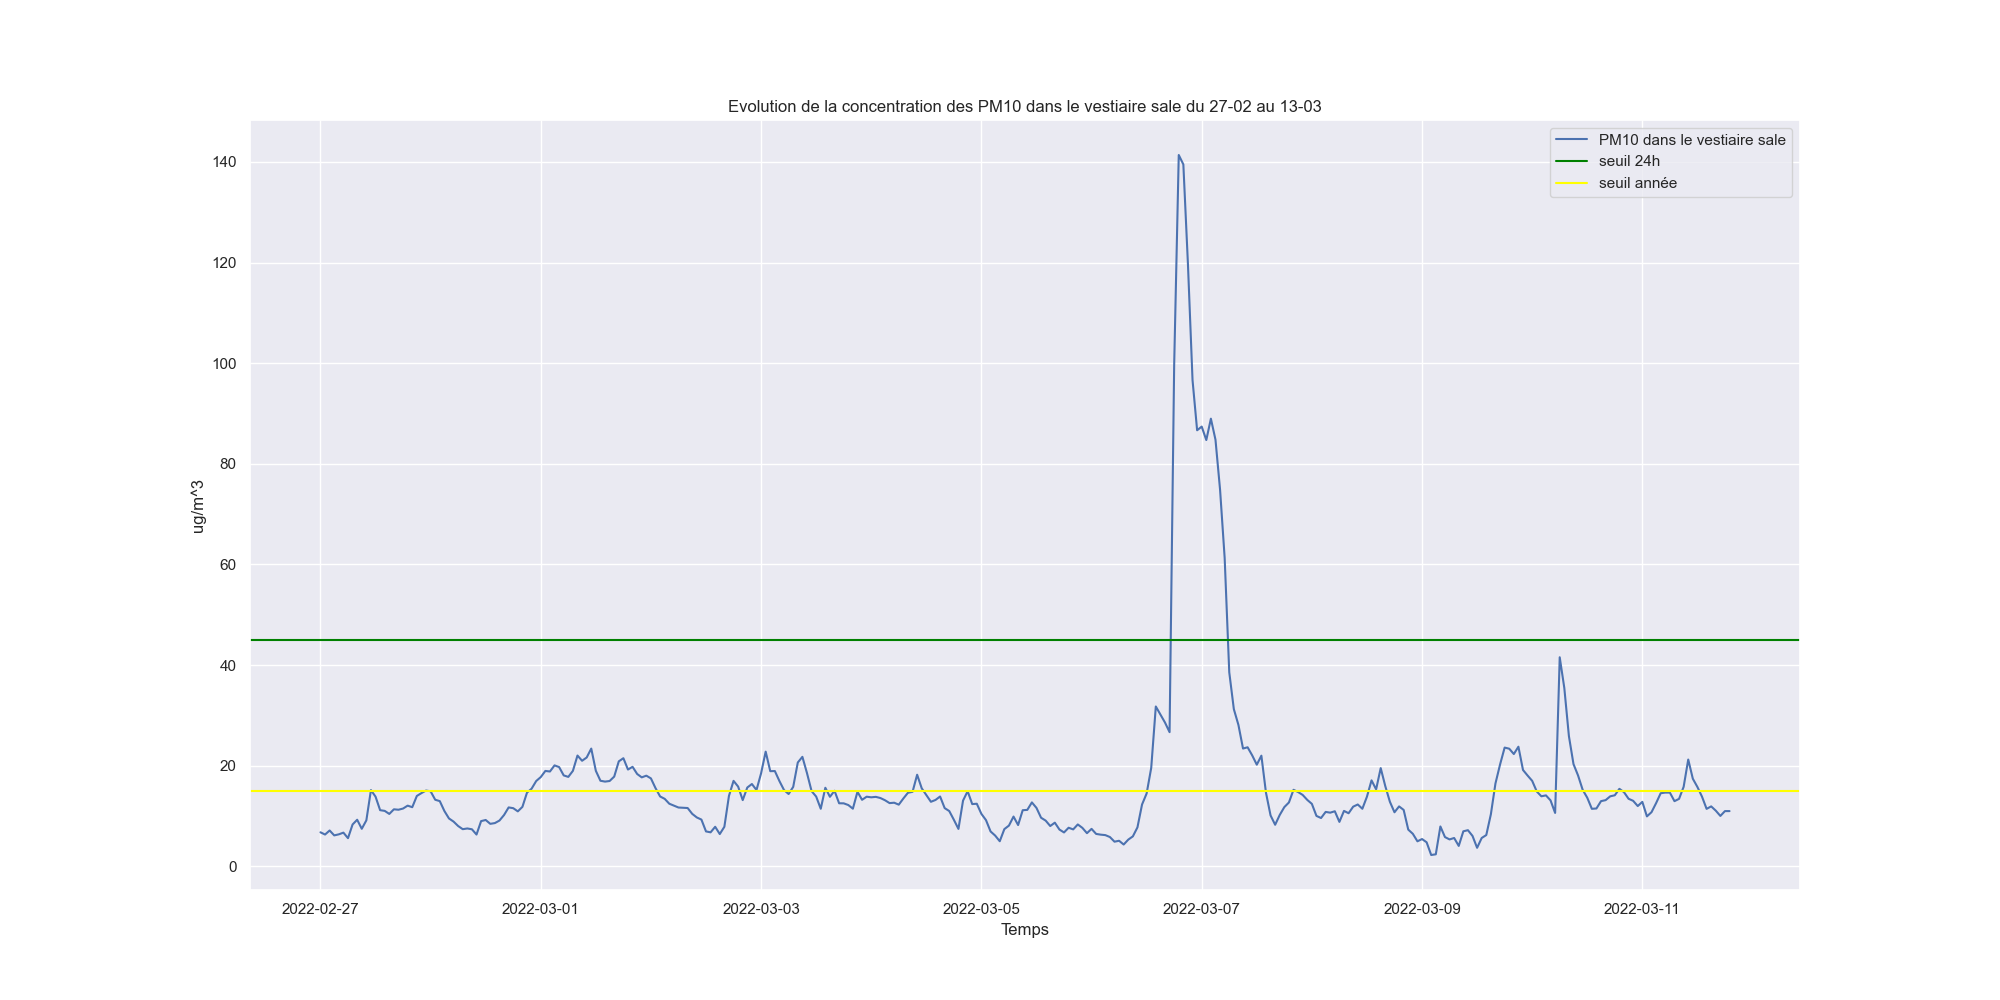 Evolution de la concentration des PM10 dans le vestiaire sale du 27-02 au 13-03
PM10 dans le vestiaire sale
seuil 24h
seuil année
140
120
100
80
60
40
20
0
ug/m^3
2022-02-27
2022-03-01
2022-03-03
2022-03-05
2022-03-07
2022-03-09
2022-03-11
Temps